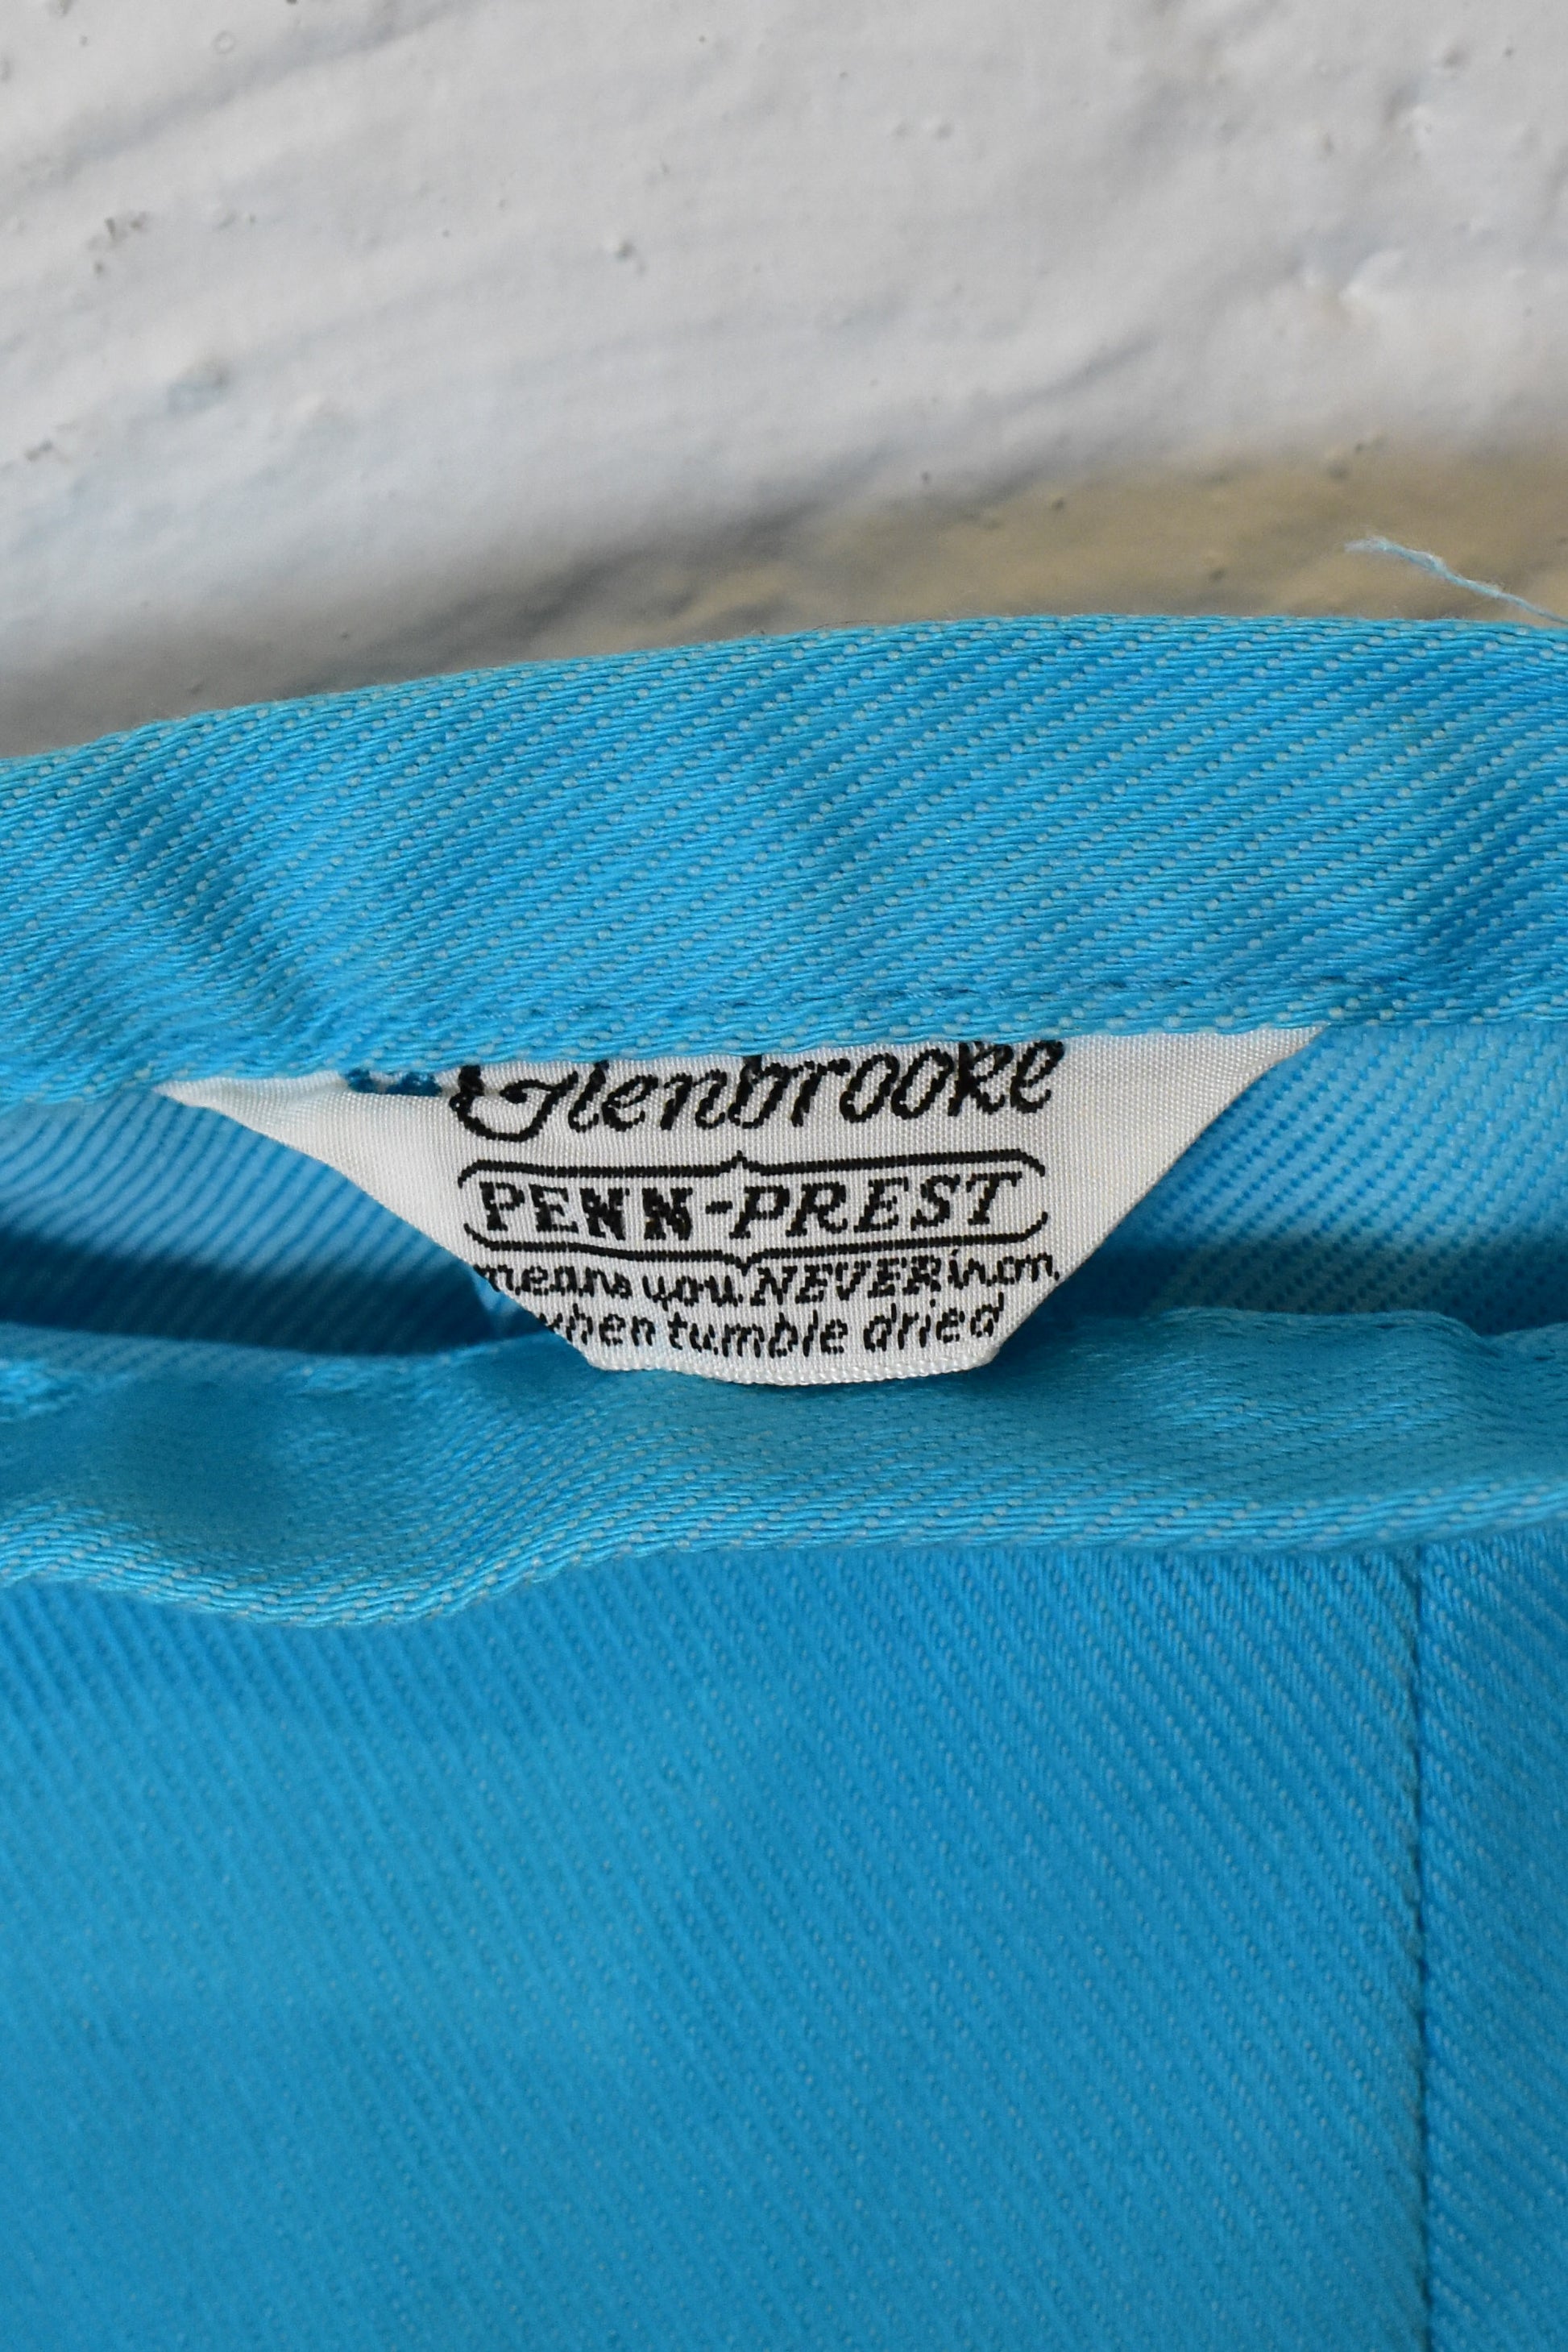 Glenbrooke
PENN-PREST
means you NEVER iron
when tumble dried